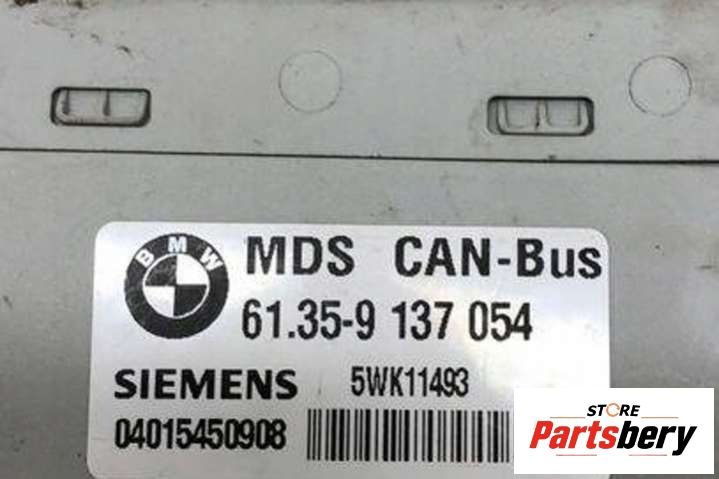 BMW
MDS CAN-Bus
61.35-9 137 054
SIEMENS 5WK11493
04015450908
STORE
Partsbery